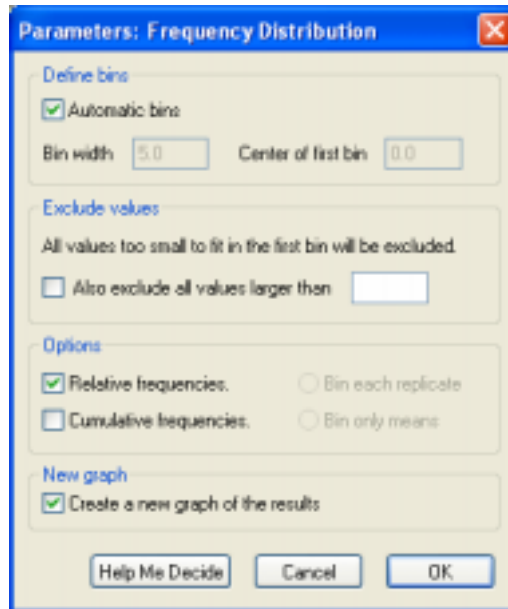 Parameters: Frequency Distribution
Define bins
Automatic bins
Bin width 5.0 Center of first bin 0.0
Exclude values
All values too small to fit in the first bin will be excluded.
Also exclude all values larger than
Options
Relative frequencies. Bin each replicate
Cumulative frequencies. Bin only means
New graph
Create a new graph of the results
Help Me Decide Cancel OK